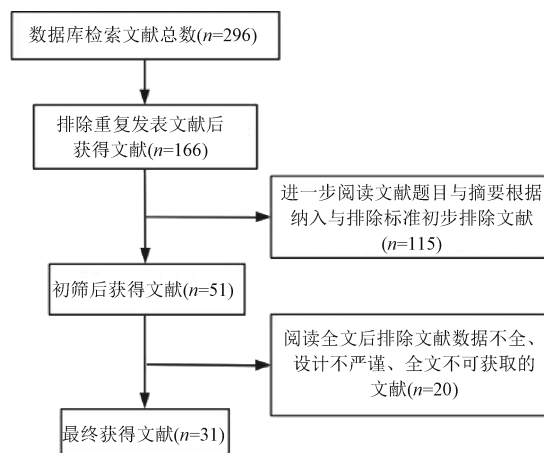 数据库检索文献总数(n=296)
排除重复发表文献后
获得文献(n=166)
进一步阅读文献题目与摘要根据
纳入与排除标准初步排除文献
(n=115)
初筛后获得文献(n=51)
阅读全文后排除文献数据不全、
设计不严谨、全文不可获取的
文献(n=20)
最终获得文献(n=31)